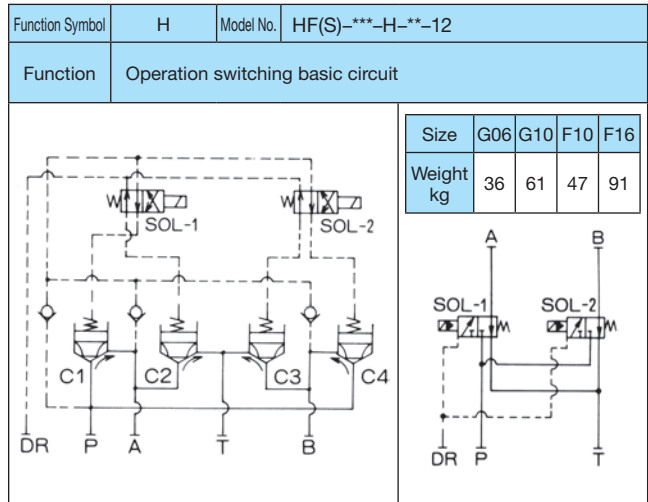 Function Symbol H Model No. HF(S)–***–H–**–12
Function Operation switching basic circuit
Size G06 G10 F10 F16
Weight kg 36 61 47 91
SOL-1 SOL-2
C1 C2 C3 C4
DR P A T B
A B
SOL-1 SOL-2
DR P T